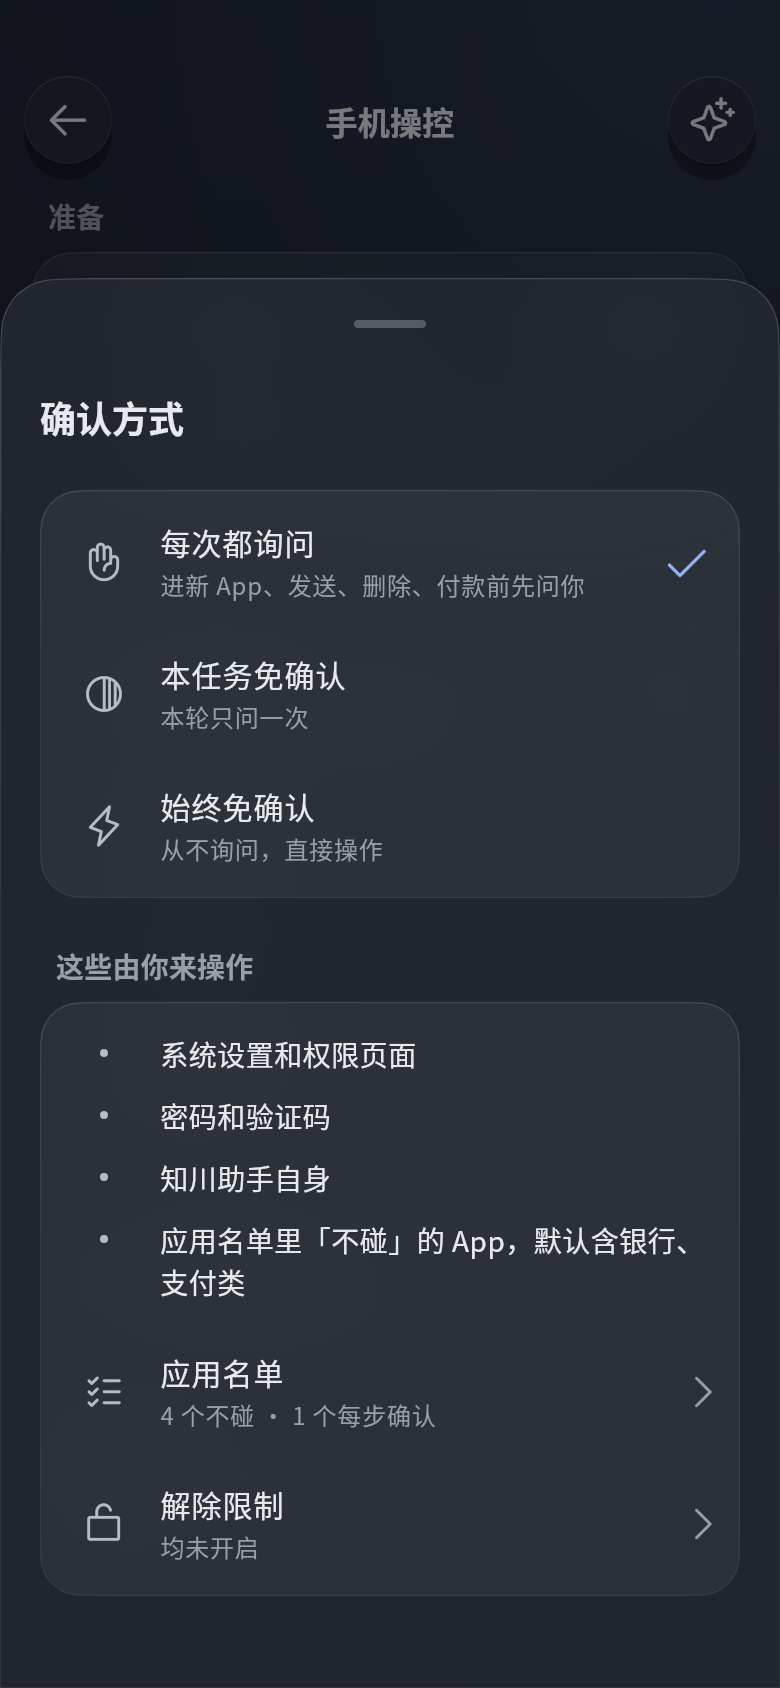 手机操控
准备
确认方式
每次都询问
进新 App、发送、删除、付款前先问你
本任务免确认
本轮只问一次
始终免确认
从不询问，直接操作
这些由你来操作
• 系统设置和权限页面
• 密码和验证码
• 知川助手自身
• 应用名单里「不碰」的 App，默认含银行、
支付类
应用名单
4 个不碰 · 1 个每步确认
解除限制
均未开启